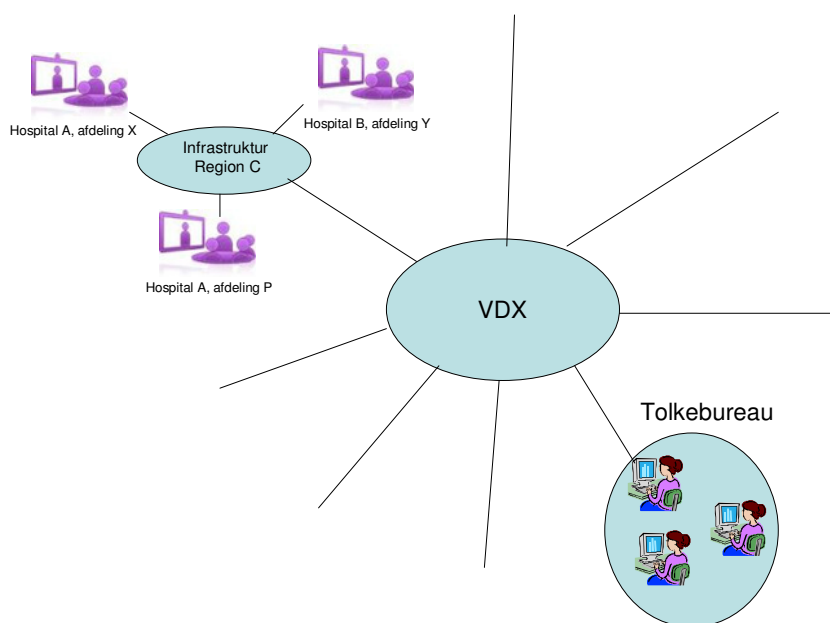 Hospital A, afdeling X
Hospital B, afdeling Y
Infrastruktur
Region C
Hospital A, afdeling P
VDX
Tolkebureau